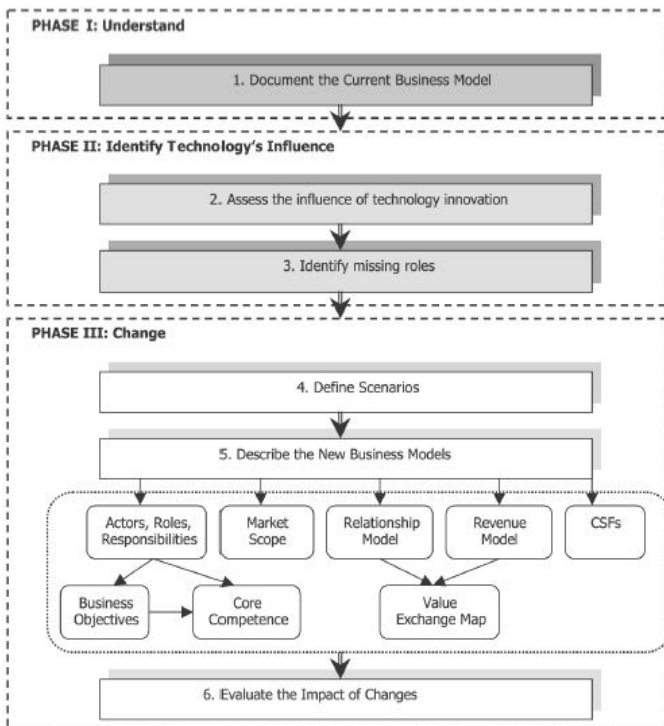 PHASE I: Understand
1. Document the Current Business Model
PHASE II: Identify Technology's Influence
2. Assess the influence of technology innovation
3. Identify missing roles
PHASE III: Change
4. Define Scenarios
5. Describe the New Business Models
Actors, Roles,
Responsibilities
Market
Scope
Relationship
Model
Revenue
Model
CSFs
Business
Objectives
Core
Competence
Value
Exchange Map
6. Evaluate the Impact of Changes